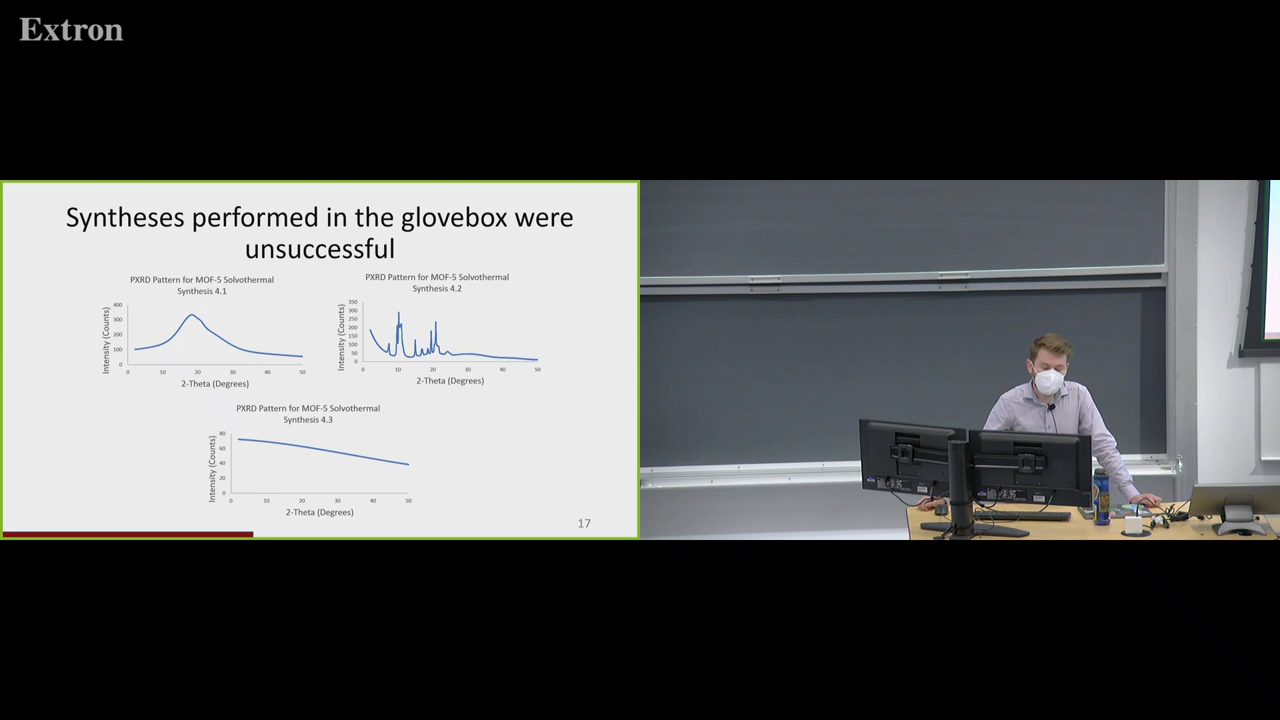 Extron
Syntheses performed in the glovebox were
unsuccessful
PXRD Pattern for MOF-5 Solvothermal
Synthesis 4.1
Intensity (Counts)
400
300
200
100
0
0 10 20 30 40 50
2-Theta (Degrees)
PXRD Pattern for MOF-5 Solvothermal
Synthesis 4.2
Intensity (Counts)
350
300
250
200
150
100
50
0
0 10 20 30 40 50
2-Theta (Degrees)
PXRD Pattern for MOF-5 Solvothermal
Synthesis 4.3
Intensity (Counts)
80
60
40
20
0
0 10 20 30 40 50
2-Theta (Degrees)
17